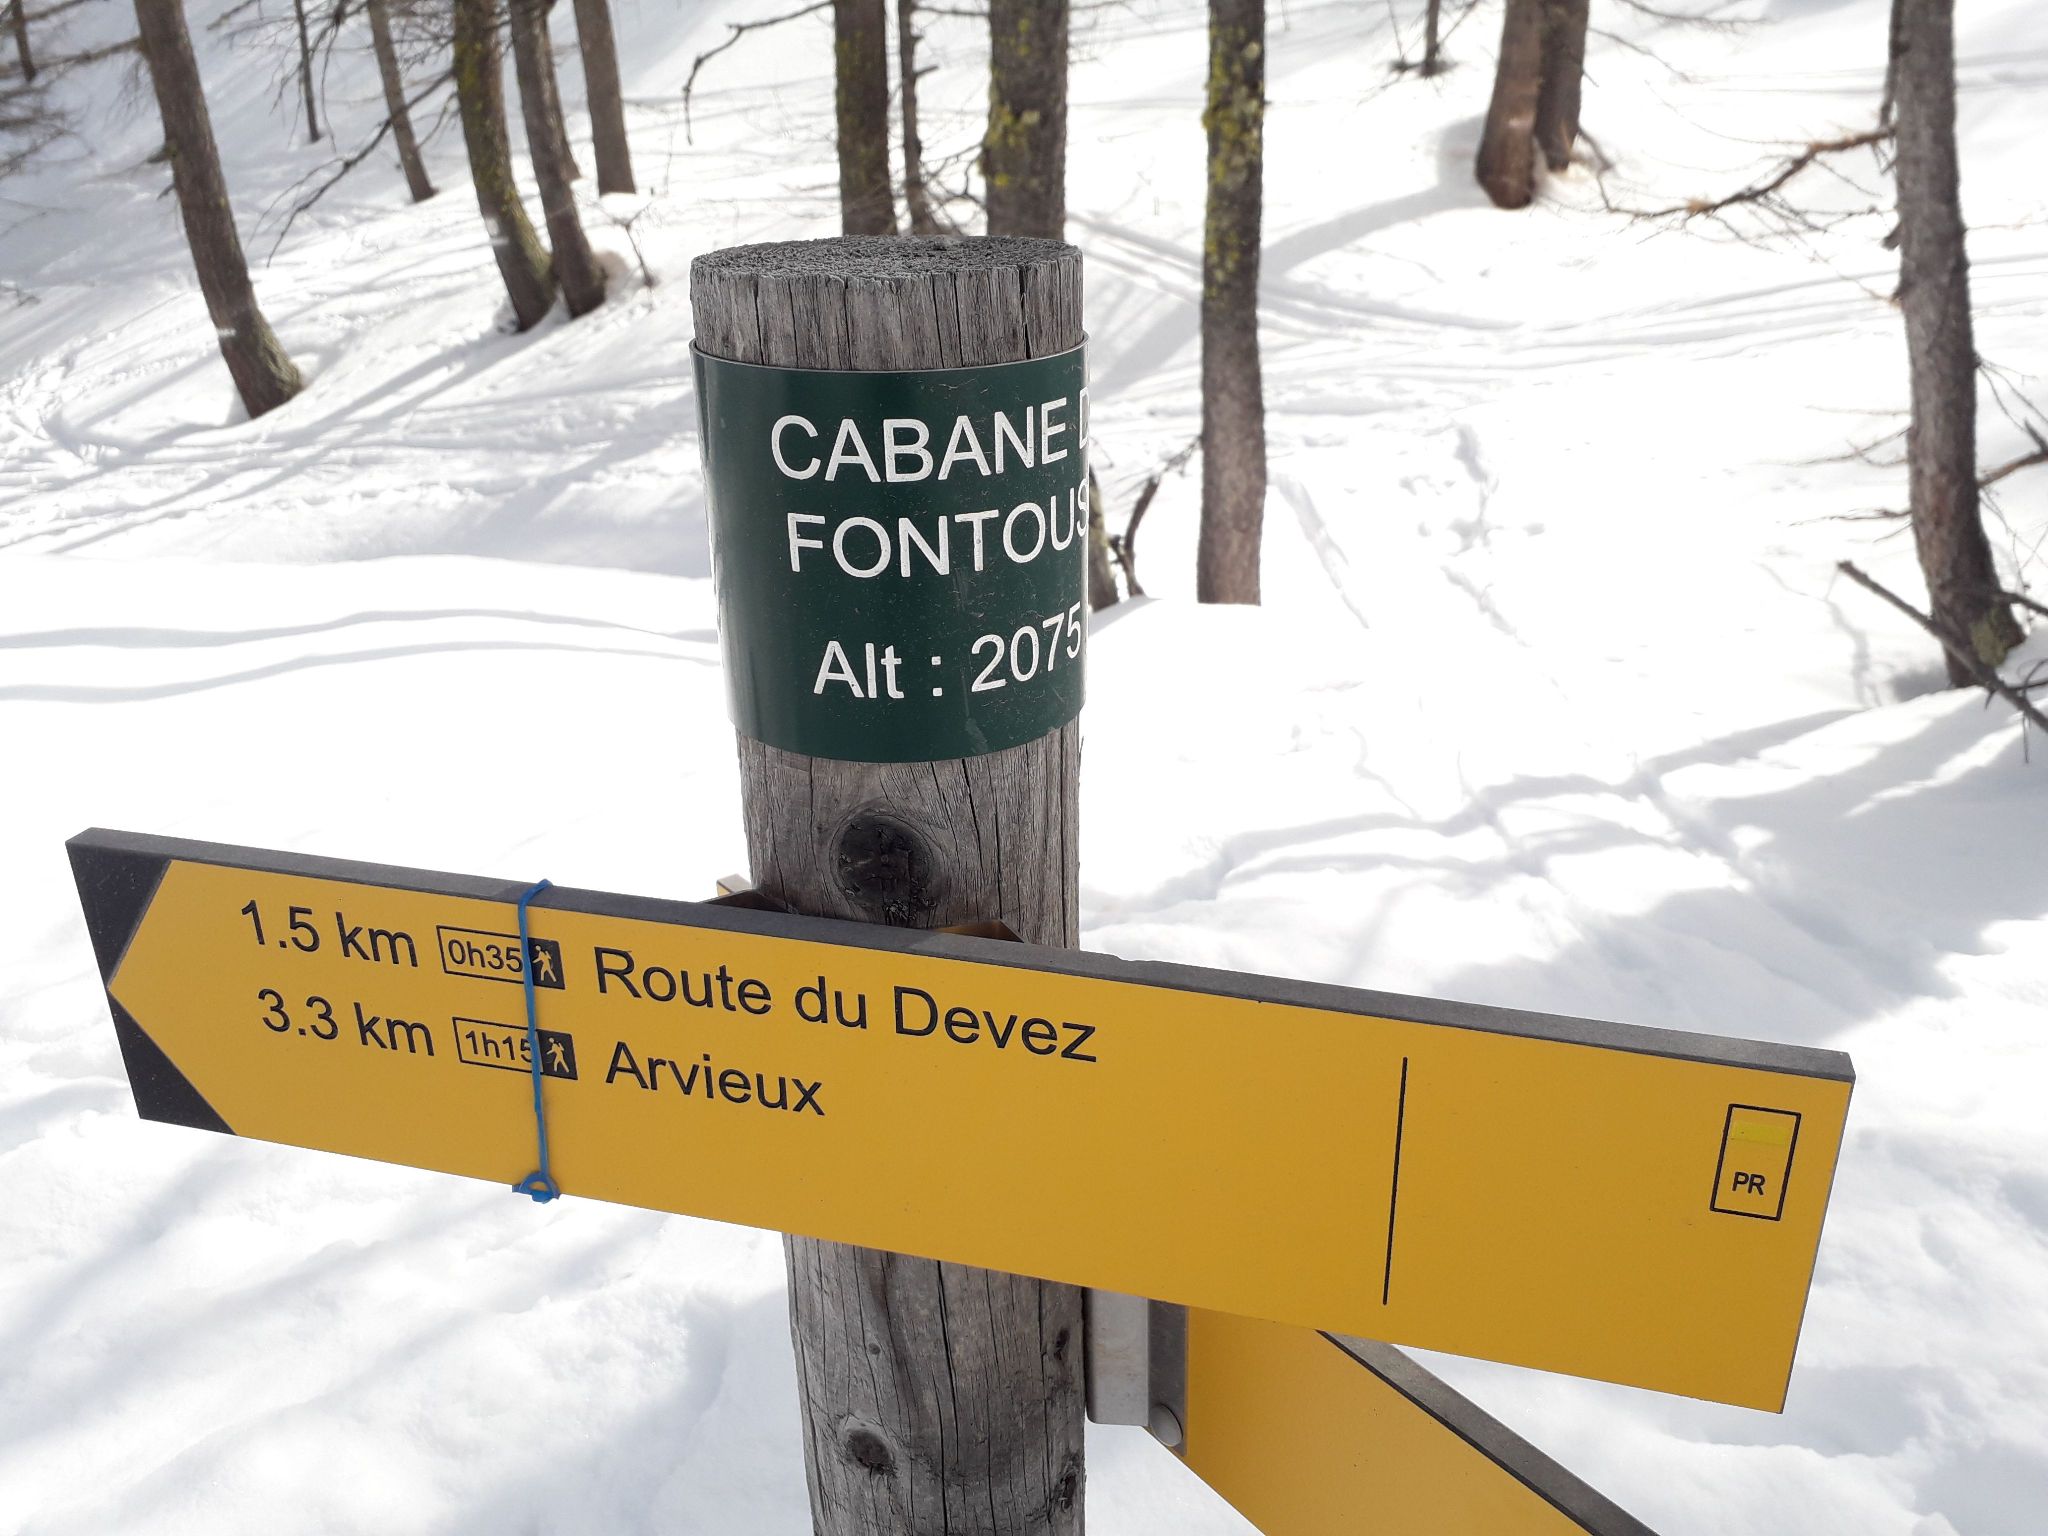 CABANE D
FONTOUS
Alt : 2075
1.5 km 0h35 Route du Devez
3.3 km 1h15 Arvieux
PR